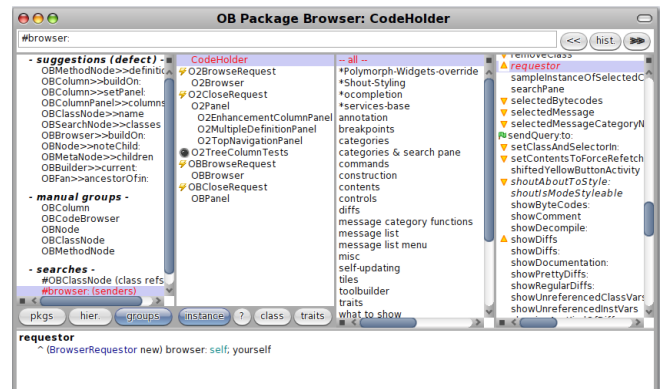 OB Package Browser: CodeHolder
#browser:
<<
hist.
>>
- suggestions (defect) -
OBMethodNode>>definitio
OBColumn>>buildOn:
OBColumn>>setPanel:
OBColumnPanel>>columns
OBClassNode>>name
OBSearchNode>>classes
OBBrowser>>buildOn:
OBNode>>noteChild:
OBMetaNode>>children
OBBuilder>>current:
OBFan>>ancestorOf:in:
- manual groups -
OBColumn
OBCodeBrowser
OBNode
OBClassNode
OBMethodNode
- searches -
#OBClassNode (class refs
#browser: (senders)
CodeHolder
O2BrowseRequest
O2Browser
O2CloseRequest
O2Panel
O2EnhancementColumnPanel
O2MultipleDefinitionPanel
O2TopNavigationPanel
O2TreeColumnTests
OBBrowseRequest
OBBrowser
OBCloseRequest
OBPanel
-- all --
*Polymorph-Widgets-override
*Shout-Styling
*ocompletion
*services-base
annotation
breakpoints
categories
categories & search pane
commands
construction
contents
controls
diffs
message category functions
message list
message list menu
misc
self-updating
tiles
toolbuilder
traits
what to show
removeClass
requestor
sampleInstanceOfSelectedC
searchPane
selectedBytecodes
selectedMessage
selectedMessageCategoryN
sendQuery:to:
setClassAndSelectorIn:
setContentsToForceRefetch
shiftedYellowButtonActivity
shoutAboutToStyle:
shoutIsModeStyleable
showByteCodes:
showComment
showDecompile:
showDiffs
showDiffs:
showDocumentation:
showPrettyDiffs:
showRegularDiffs:
showUnreferencedClassVars
showUnreferencedInstVars
pkgs
hier.
groups
instance
?
class
traits
requestor
^ (BrowserRequestor new) browser: self; yourself